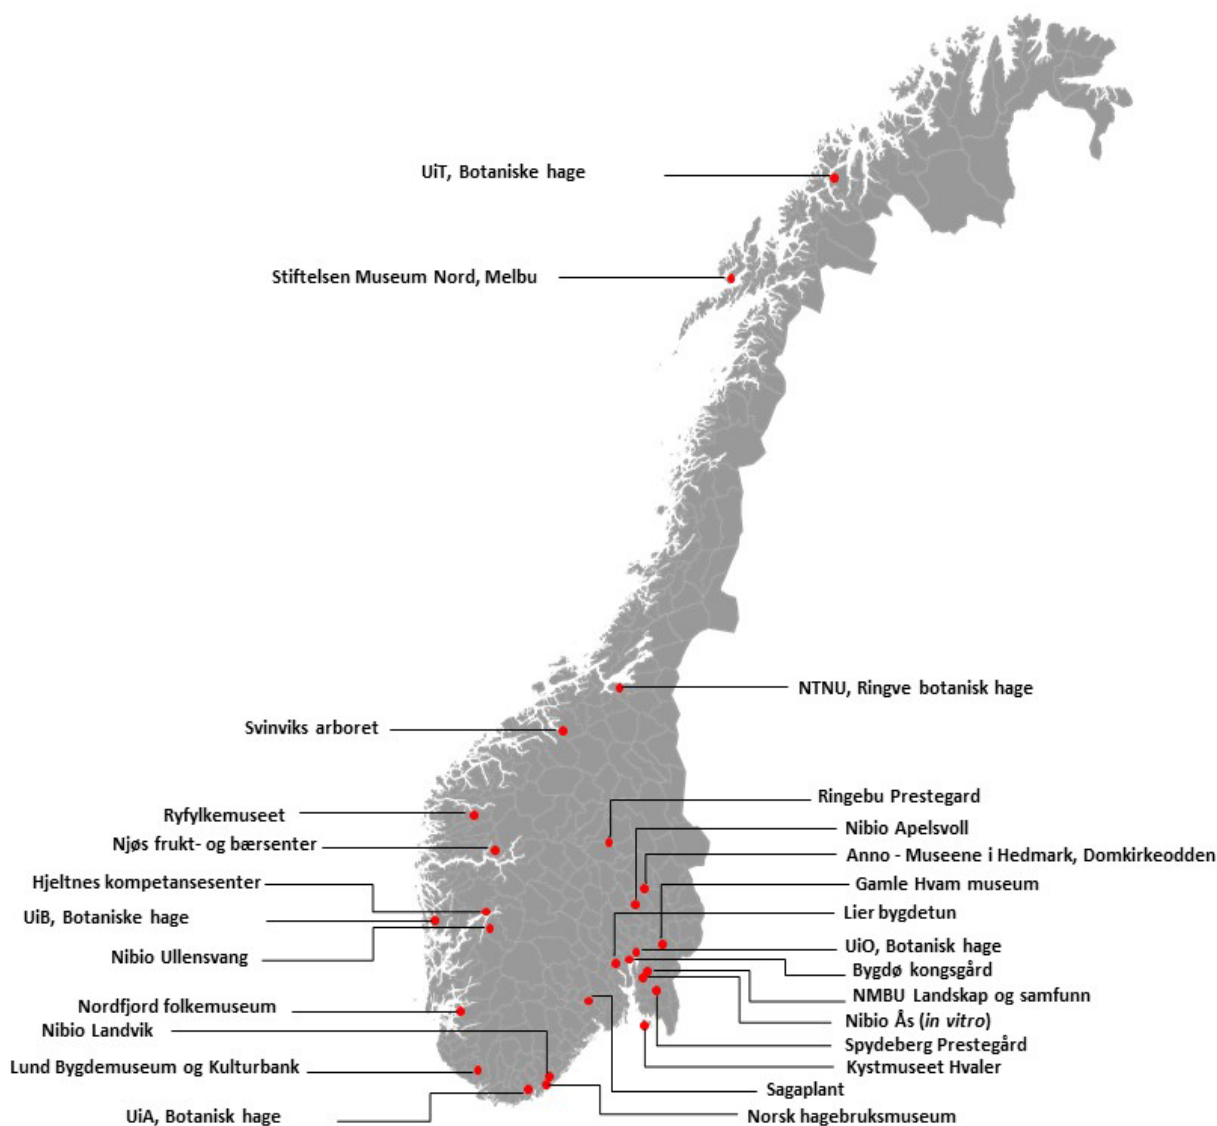 UiT, Botaniske hage
Stiftelsen Museum Nord, Melbu
NTNU, Ringve botanisk hage
Svinviks arboret
Ringebu Prestegard
Ryfylkemuseet
Nibio Apelsvoll
Njøs frukt- og bærsenter
Anno - Museene i Hedmark, Domkirkeodden
Hjeltnes kompetansesenter
Gamle Hvam museum
UiB, Botaniske hage
Lier bygdetun
Nibio Ullensvang
UiO, Botanisk hage
Bygdø kongsgård
NMBU Landskap og samfunn
Nordfjord folkemuseum
Nibio Ås (in vitro)
Nibio Landvik
Spydeberg Prestegård
Lund Bygdemuseum og Kulturbank
Kystmuseet Hvaler
Sagaplant
UiA, Botanisk hage
Norsk hagebruksmuseum